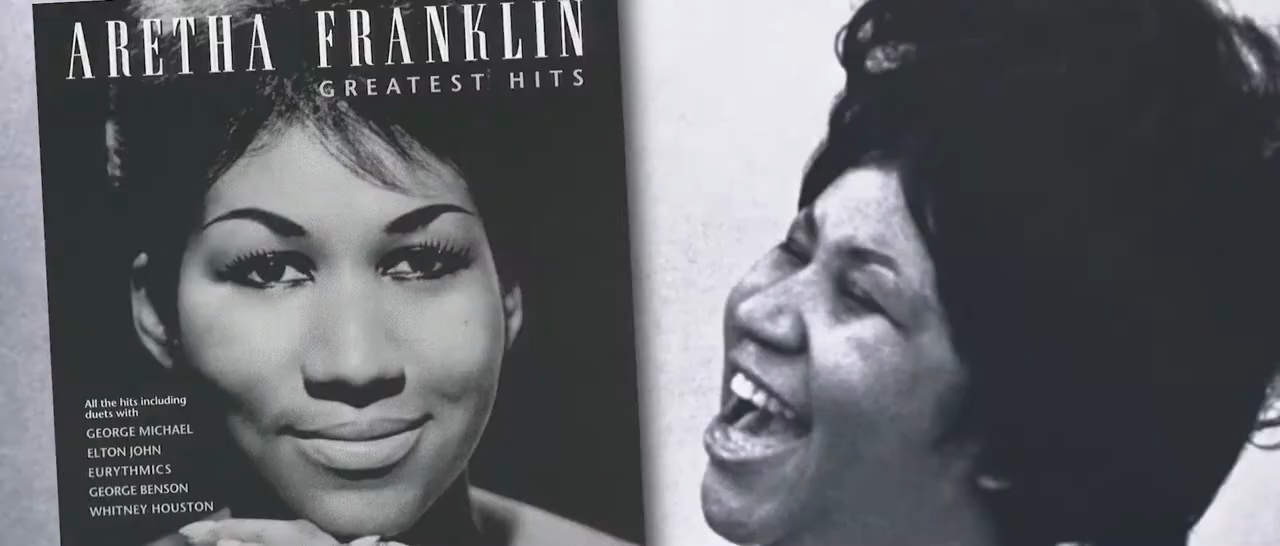 ARETHA FRANKLIN
GREATEST HITS
All the hits including
duets with
GEORGE MICHAEL
ELTON JOHN
EURYTHMICS
GEORGE BENSON
WHITNEY HOUSTON